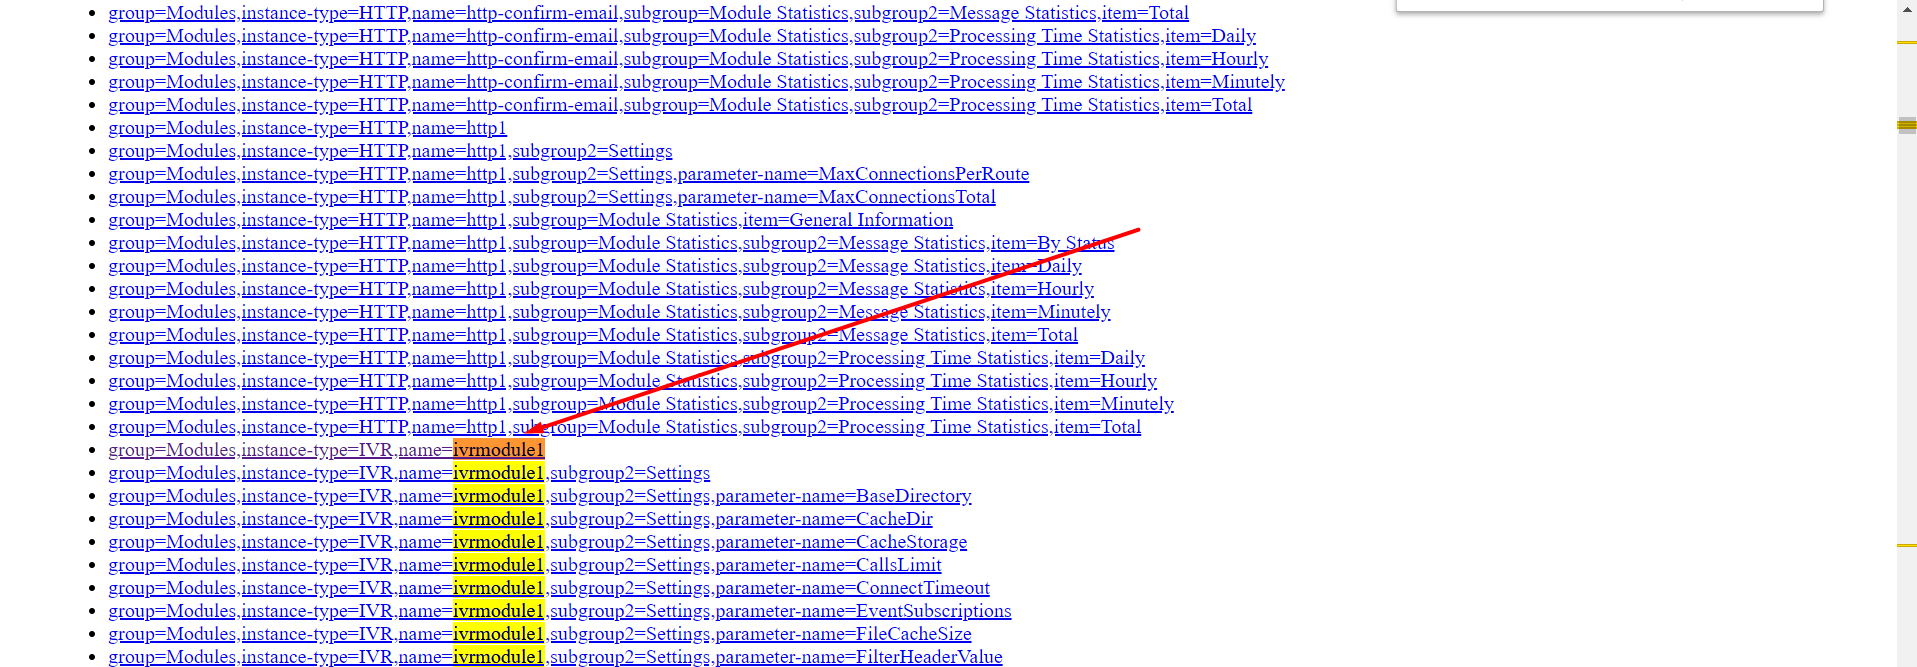 group=Modules,instance-type=HTTP,name=http-confirm-email,subgroup=Module Statistics,subgroup2=Message Statistics,item=Total
group=Modules,instance-type=HTTP,name=http-confirm-email,subgroup=Module Statistics,subgroup2=Processing Time Statistics,item=Daily
group=Modules,instance-type=HTTP,name=http-confirm-email,subgroup=Module Statistics,subgroup2=Processing Time Statistics,item=Hourly
group=Modules,instance-type=HTTP,name=http-confirm-email,subgroup=Module Statistics,subgroup2=Processing Time Statistics,item=Minutely
group=Modules,instance-type=HTTP,name=http-confirm-email,subgroup=Module Statistics,subgroup2=Processing Time Statistics,item=Total
group=Modules,instance-type=HTTP,name=http1
group=Modules,instance-type=HTTP,name=http1,subgroup2=Settings
group=Modules,instance-type=HTTP,name=http1,subgroup2=Settings,parameter-name=MaxConnectionsPerRoute
group=Modules,instance-type=HTTP,name=http1,subgroup2=Settings,parameter-name=MaxConnectionsTotal
group=Modules,instance-type=HTTP,name=http1,subgroup=Module Statistics,item=General Information
group=Modules,instance-type=HTTP,name=http1,subgroup=Module Statistics,subgroup2=Message Statistics,item=By Status
group=Modules,instance-type=HTTP,name=http1,subgroup=Module Statistics,subgroup2=Message Statistics,item=Daily
group=Modules,instance-type=HTTP,name=http1,subgroup=Module Statistics,subgroup2=Message Statistics,item=Hourly
group=Modules,instance-type=HTTP,name=http1,subgroup=Module Statistics,subgroup2=Message Statistics,item=Minutely
group=Modules,instance-type=HTTP,name=http1,subgroup=Module Statistics,subgroup2=Message Statistics,item=Total
group=Modules,instance-type=HTTP,name=http1,subgroup=Module Statistics,subgroup2=Processing Time Statistics,item=Daily
group=Modules,instance-type=HTTP,name=http1,subgroup=Module Statistics,subgroup2=Processing Time Statistics,item=Hourly
group=Modules,instance-type=HTTP,name=http1,subgroup=Module Statistics,subgroup2=Processing Time Statistics,item=Minutely
group=Modules,instance-type=HTTP,name=http1,subgroup=Module Statistics,subgroup2=Processing Time Statistics,item=Total
group=Modules,instance-type=IVR,name=ivrmodule1
group=Modules,instance-type=IVR,name=ivrmodule1,subgroup2=Settings
group=Modules,instance-type=IVR,name=ivrmodule1,subgroup2=Settings,parameter-name=BaseDirectory
group=Modules,instance-type=IVR,name=ivrmodule1,subgroup2=Settings,parameter-name=CacheDir
group=Modules,instance-type=IVR,name=ivrmodule1,subgroup2=Settings,parameter-name=CacheStorage
group=Modules,instance-type=IVR,name=ivrmodule1,subgroup2=Settings,parameter-name=CallsLimit
group=Modules,instance-type=IVR,name=ivrmodule1,subgroup2=Settings,parameter-name=ConnectTimeout
group=Modules,instance-type=IVR,name=ivrmodule1,subgroup2=Settings,parameter-name=EventSubscriptions
group=Modules,instance-type=IVR,name=ivrmodule1,subgroup2=Settings,parameter-name=FileCacheSize
group=Modules,instance-type=IVR,name=ivrmodule1,subgroup2=Settings,parameter-name=FilterHeaderValue